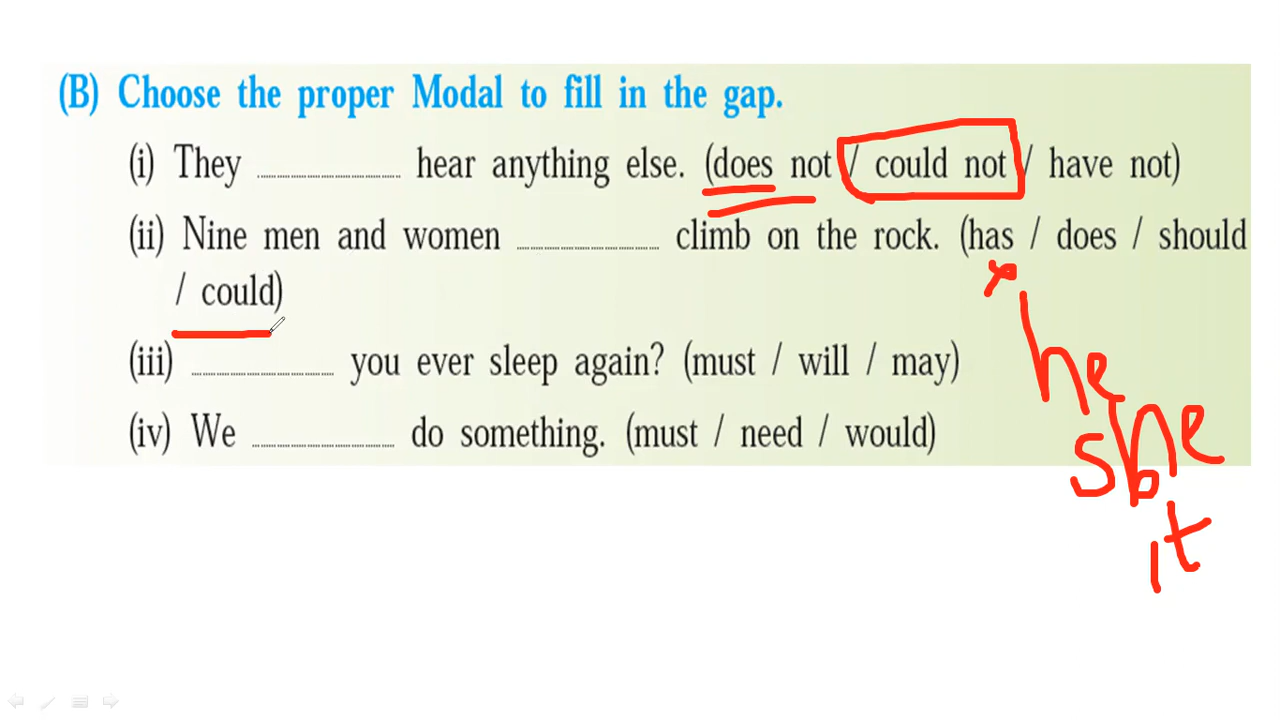 (B) Choose the proper Modal to fill in the gap.
(i) They ........................ hear anything else. (does not / could not / have not)
(ii) Nine men and women ........................ climb on the rock. (has / does / should
/ could)
(iii) ........................ you ever sleep again? (must / will / may)
(iv) We ........................ do something. (must / need / would)
he
she
it